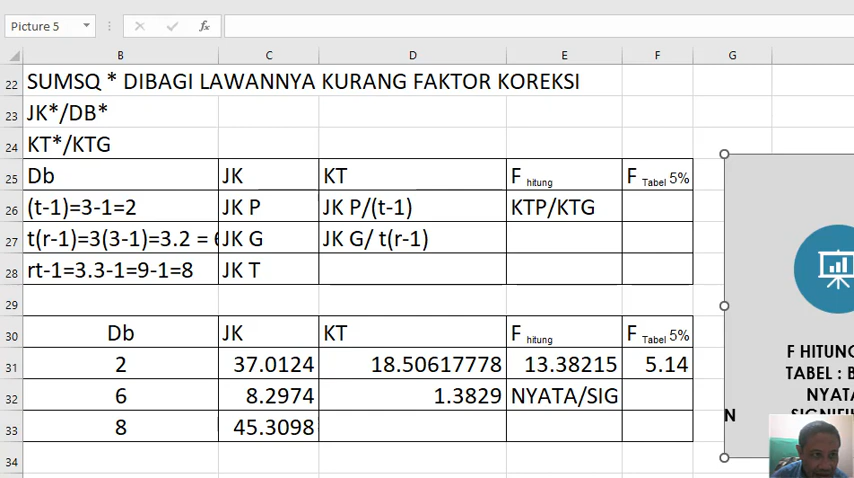 Picture 5 fx
B C D E F G
22 SUMSQ * DIBAGI LAWANNYA KURANG FAKTOR KOREKSI
23 JK*/DB*
24 KT*/KTG
25 Db JK KT F hitung F Tabel 5%
26 (t-1)=3-1=2 JK P JK P/(t-1) KTP/KTG
27 t(r-1)=3(3-1)=3.2 = 6 JK G JK G/ t(r-1)
28 rt-1=3.3-1=9-1=8 JK T
29
30 Db JK KT F hitung F Tabel 5%
31 2 37.0124 18.50617778 13.38215 5.14
32 6 8.2974 1.3829 NYATA/SIG
33 8 45.3098
34
F HITUNG
TABEL : B
NYATA
N